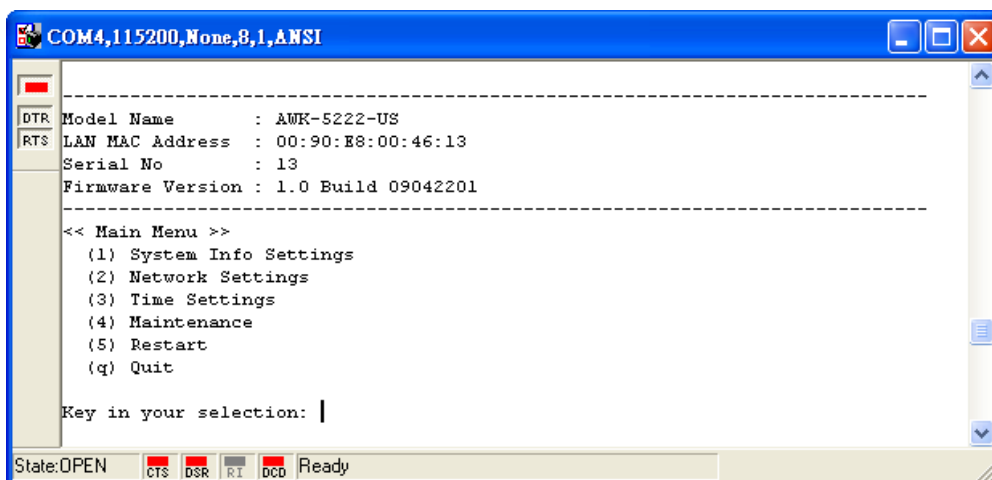 COM4,115200,None,8,1,ANSI
DTR
RTS
--------------------------------------------------------------------------------
Model Name : AWK-5222-US
LAN MAC Address : 00:90:E8:00:46:13
Serial No : 13
Firmware Version : 1.0 Build 09042201
--------------------------------------------------------------------------------
<< Main Menu >>
(1) System Info Settings
(2) Network Settings
(3) Time Settings
(4) Maintenance
(5) Restart
(q) Quit
Key in your selection:
State:OPEN CTS DSR RI DCD Ready